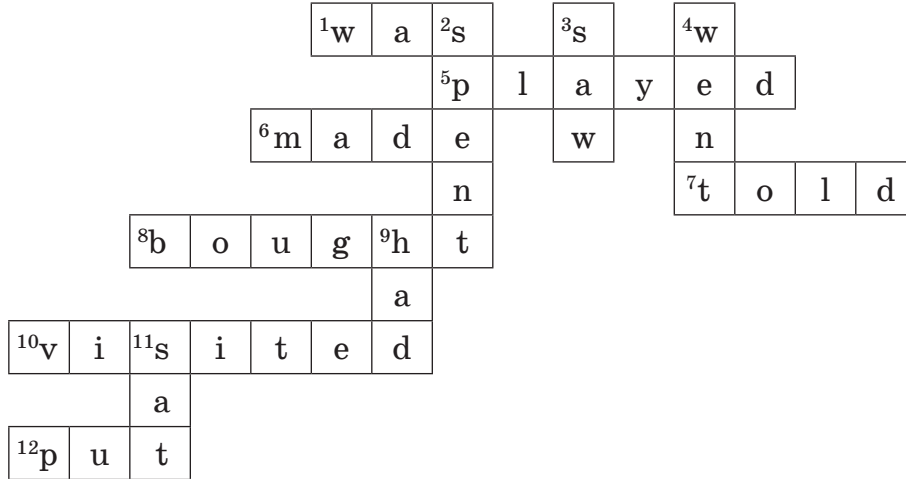 1w a 2s 3s 4w
5p l a y e d
6m a d e w n
n 7t o l d
8b o u g 9h t
a
10v i 11s i t e d
a
12p u t